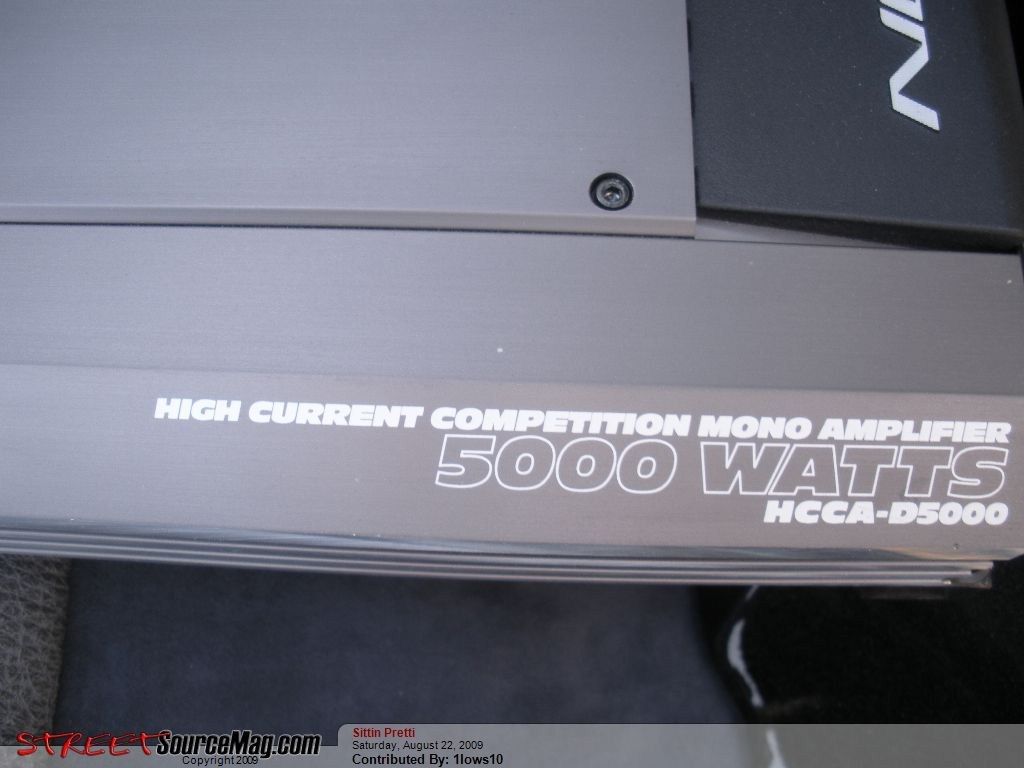 HIGH CURRENT COMPETITION MONO AMPLIFIER
5000 WATTS
HCCA-D5000
STREETSourceMag.com
Copyright 2009
Sittin Pretti
Saturday, August 22, 2009
Contributed By: 1lows10